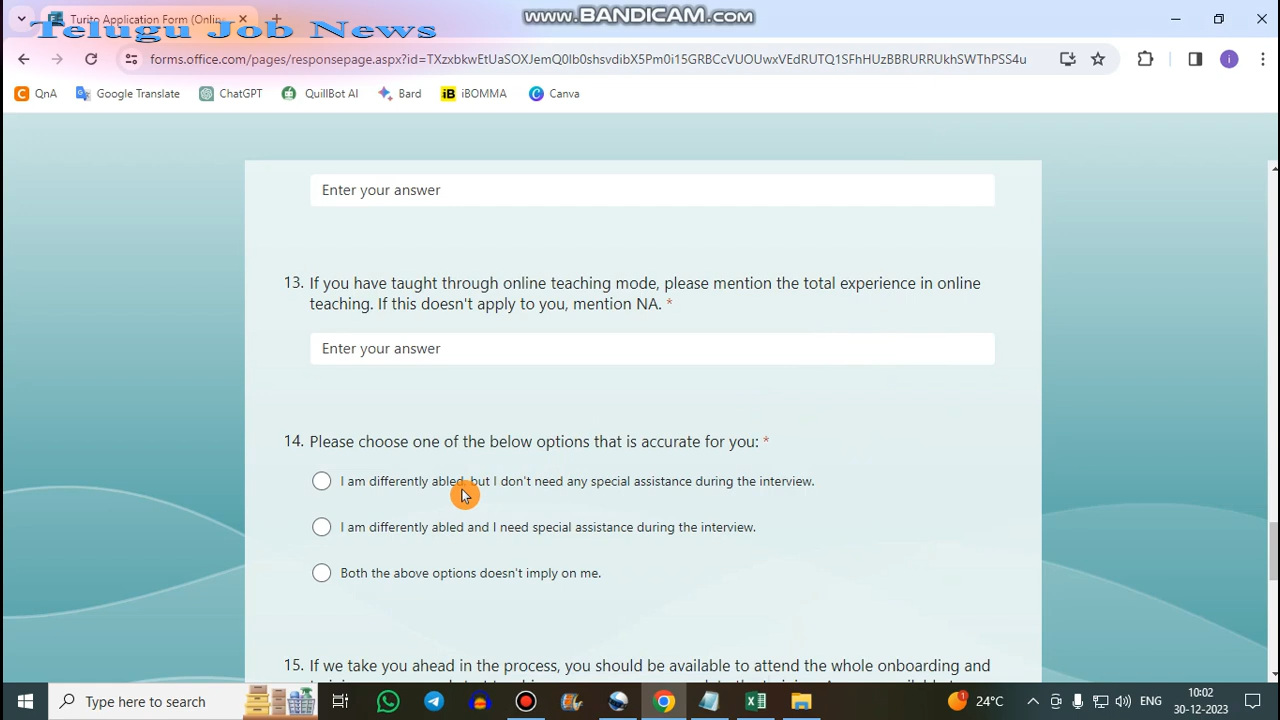 www.BANDICAM.com
Turito Application Form (Onlin
Telugu Job News
forms.office.com/pages/responsepage.aspx?id=TXzxbkwEtUaSOXJemQ0lb0shsvdibX5Pm0i15GRBCcVUOUwxVEdRUTQ1SFhHUzBBRURRUkhSWThPSS4u
QnA Google Translate ChatGPT QuillBot AI Bard iB iBOMMA Canva
Enter your answer
13. If you have taught through online teaching mode, please mention the total experience in online
teaching. If this doesn't apply to you, mention NA. *
Enter your answer
14. Please choose one of the below options that is accurate for you: *
I am differently abled, but I don't need any special assistance during the interview.
I am differently abled and I need special assistance during the interview.
Both the above options doesn't imply on me.
15. If we take you ahead in the process, you should be available to attend the whole onboarding and
Type here to search
1 24°C ENG 10:02
30-12-2023